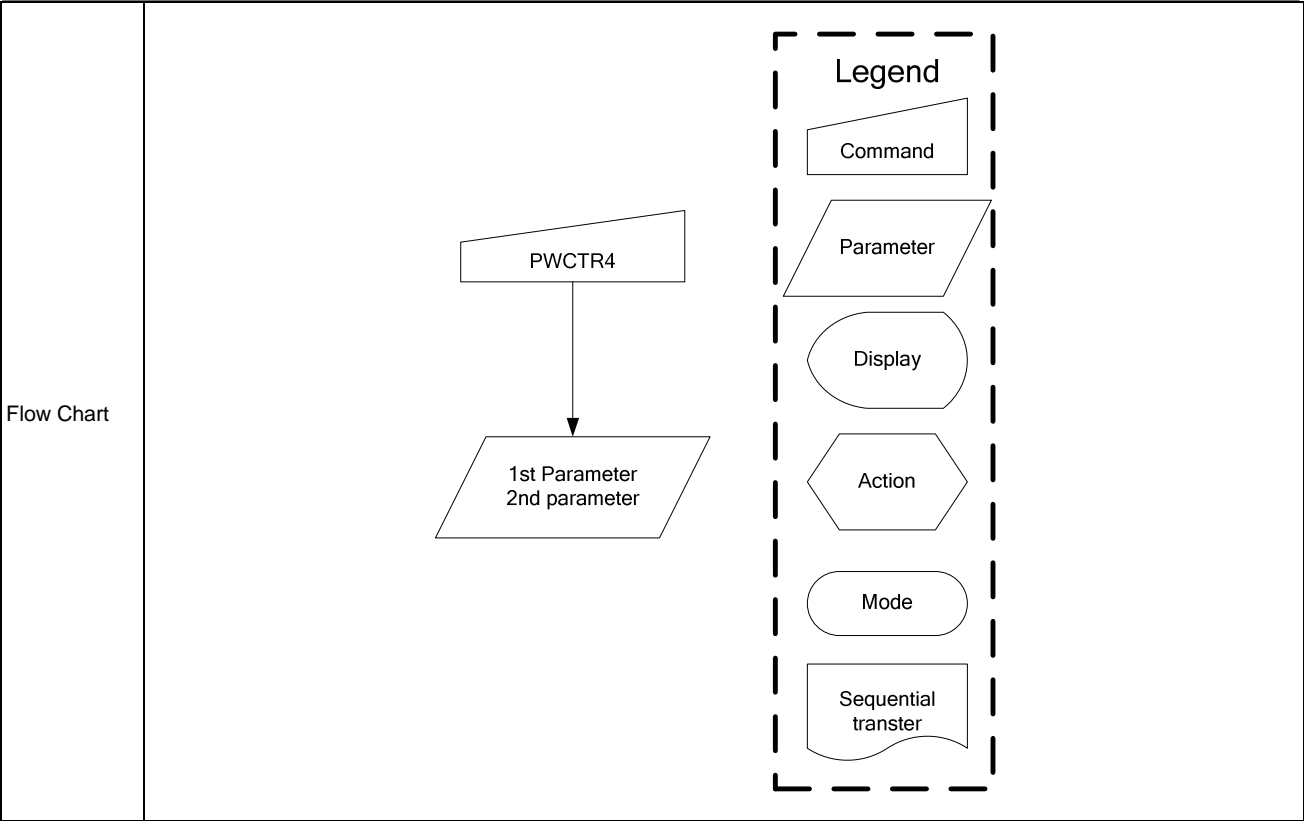 Flow Chart
PWCTR4
1st Parameter
2nd parameter
Legend
Command
Parameter
Display
Action
Mode
Sequential
transter